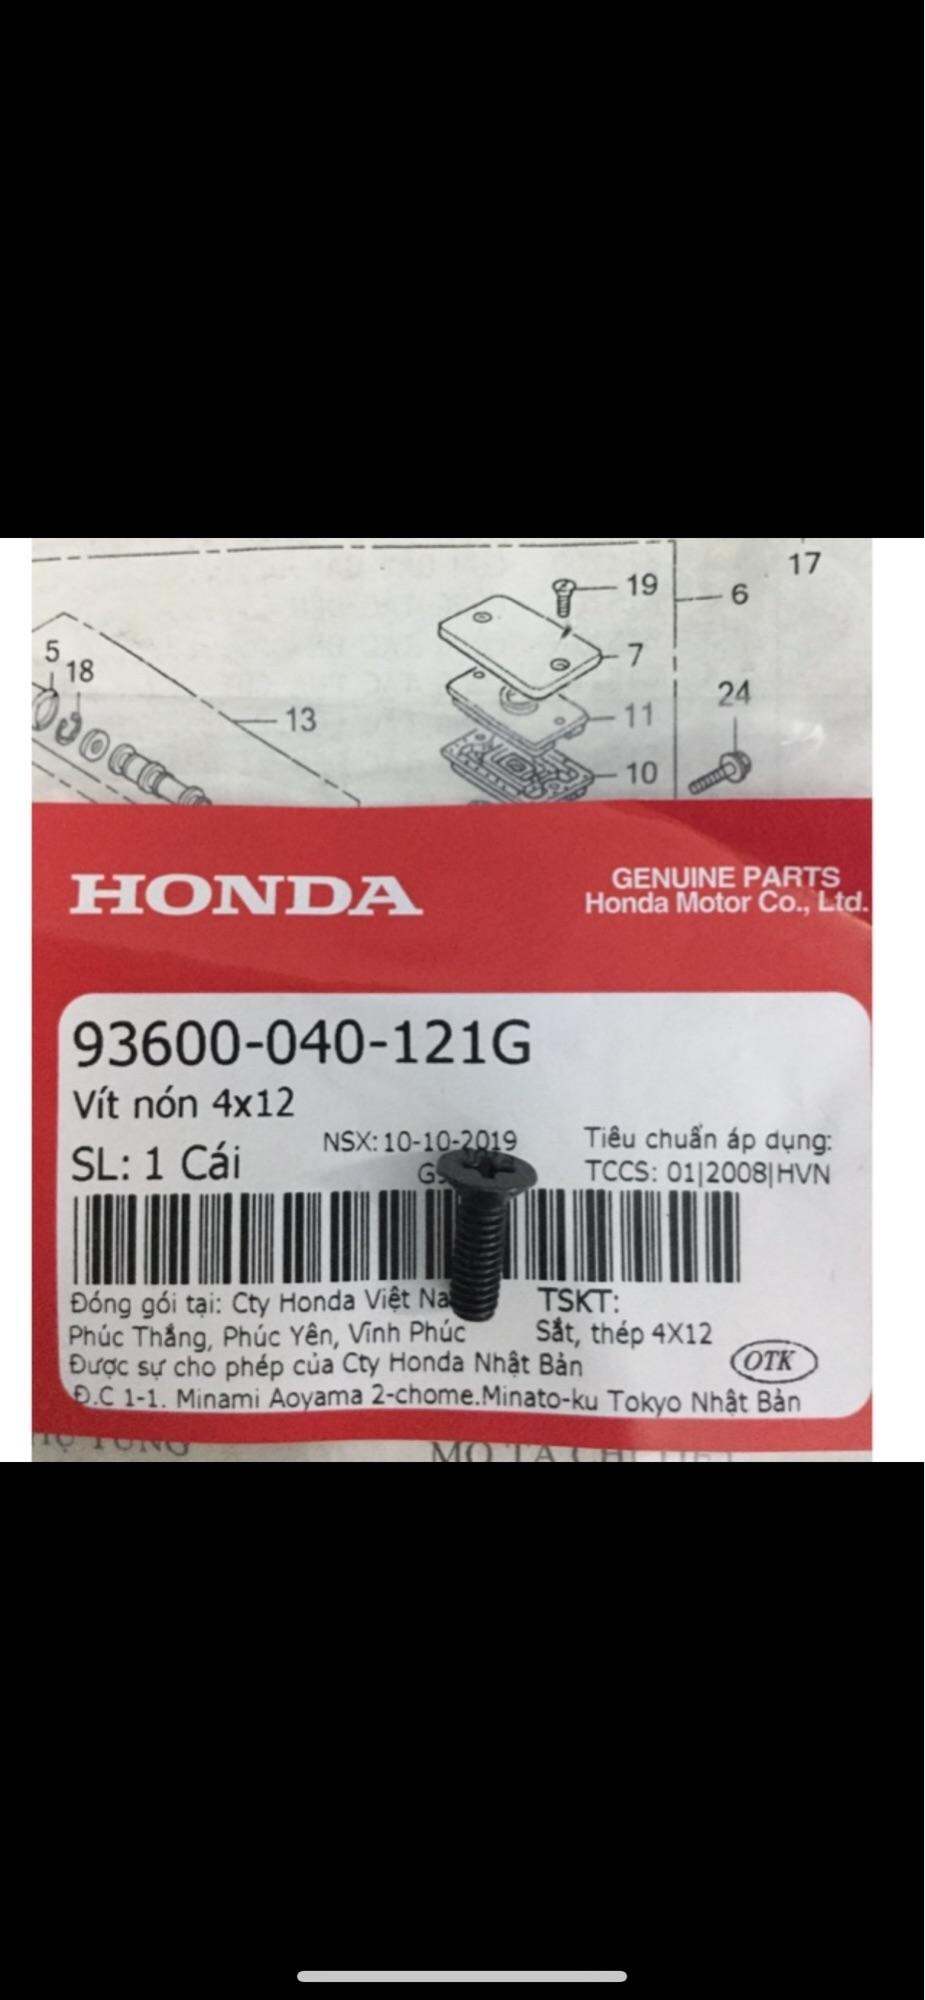 17
19
6
5
7
18
24
13
11
10
HONDA
GENUINE PARTS
Honda Motor Co., Ltd.
93600-040-121G
Vít nón 4x12
NSX: 10-10-2019
Tiêu chuẩn áp dụng:
SL: 1 Cái
TCCS: 01|2008|HVN
Đóng gói tại: Cty Honda Việt
TSKT:
Phúc Thắng, Phúc Yên, Vĩnh Phúc
Sắt, thép 4X12
Được sự cho phép của Cty Honda Nhật Bản
OTK
Đ.C 1-1. Minami Aoyama 2-chome.Minato-ku Tokyo Nhật Bản